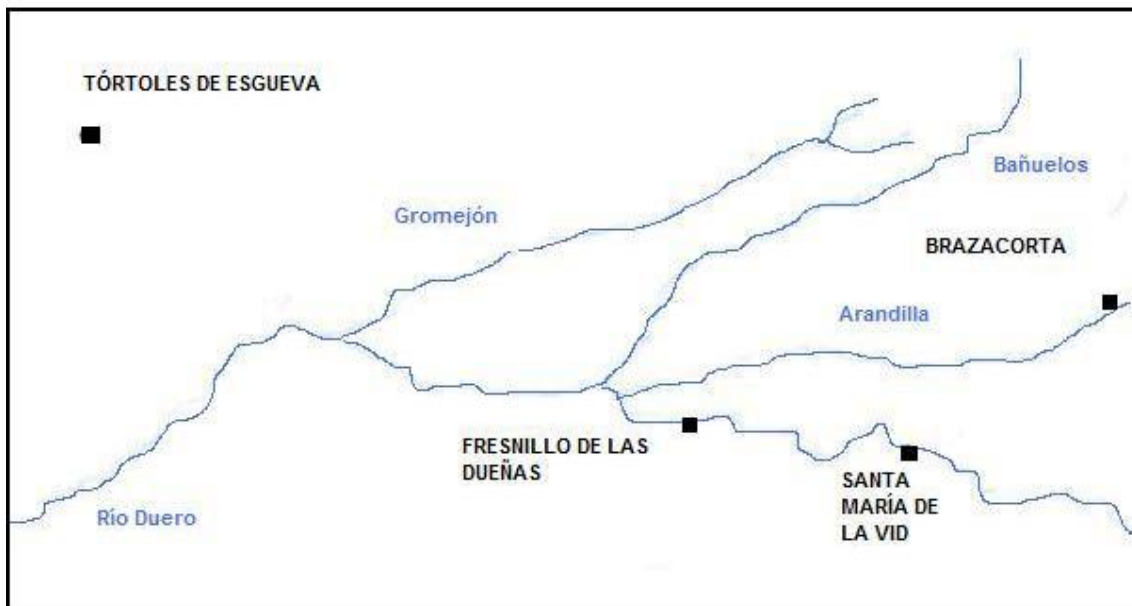 TÓRTOLES DE ESGUEVA
Bañuelos
Gromejón
BRAZACORTA
Arandilla
FRESNILLO DE LAS
DUEÑAS
SANTA
MARÍA DE
LA VID
Río Duero